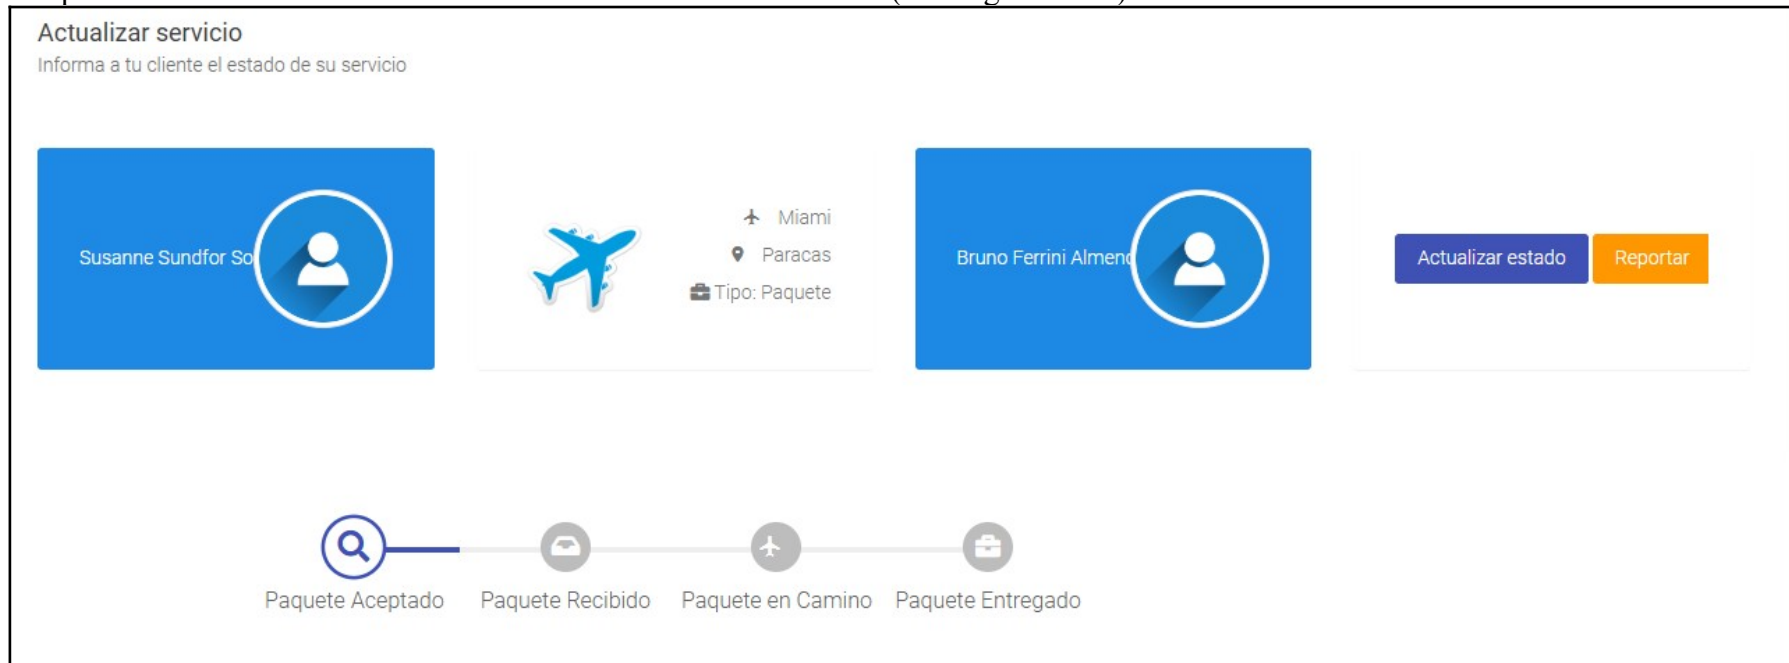 Actualizar servicio
Informa a tu cliente el estado de su servicio
Susanne Sundfor So
Miami
Paracas
Tipo: Paquete
Bruno Ferrini Almend
Actualizar estado
Reportar
Paquete Aceptado
Paquete Recibido
Paquete en Camino
Paquete Entregado